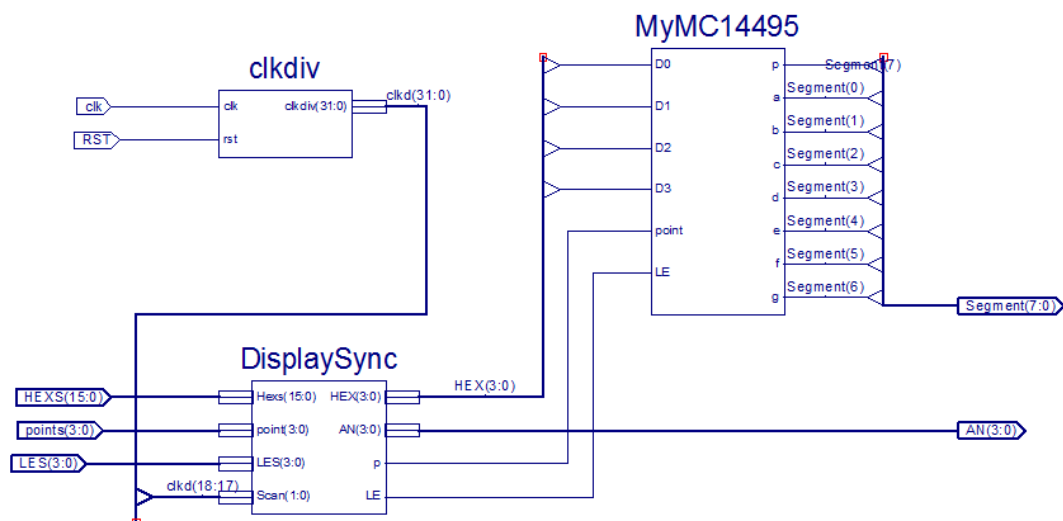 MyMC14495
clkdiv
clk
clk
clkdiv(31:0)
clkd(31:0)
RST
rst
D0
p
Segment(7)
D1
a
Segment(0)
D2
b
Segment(1)
D3
c
Segment(2)
d
Segment(3)
point
e
Segment(4)
LE
f
Segment(5)
g
Segment(6)
Segment(7:0)
DisplaySync
HEXS(15:0)
Hexs(15:0)
HEX(3:0)
HEX(3:0)
points(3:0)
point(3:0)
AN(3:0)
AN(3:0)
LES(3:0)
LES(3:0)
p
clkd(18:17)
Scan(1:0)
LE